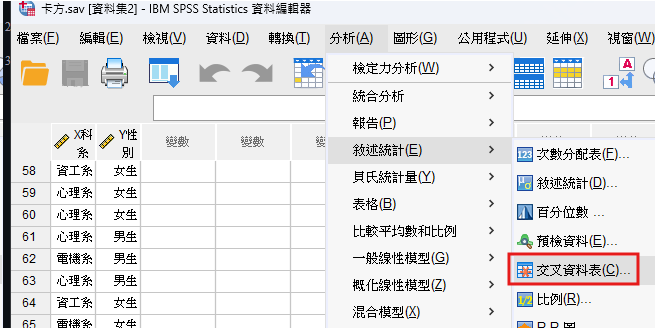 卡方.sav [資料集2] - IBM SPSS Statistics 資料編輯器
檔案(F) 編輯(E) 檢視(V) 資料(D) 轉換(T) 分析(A) 圖形(G) 公用程式(U) 延伸(X) 視窗(W)
檢定力分析(W)
統合分析
報告(P)
敘述統計(E)
貝氏統計量(Y)
表格(B)
比較平均數和比例
一般線性模型(G)
概化線性模型(Z)
混合模型(X)
次數分配表(F)...
敘述統計(D)...
百分位數 ...
預檢資料(E)...
交叉資料表(C)...
比例(R)...
X科系 Y性別 變數 變數 變
58 資工系 女生
59 心理系 女生
60 心理系 女生
61 心理系 男生
62 電機系 男生
63 心理系 男生
64 資工系 女生
65 電機系 女生